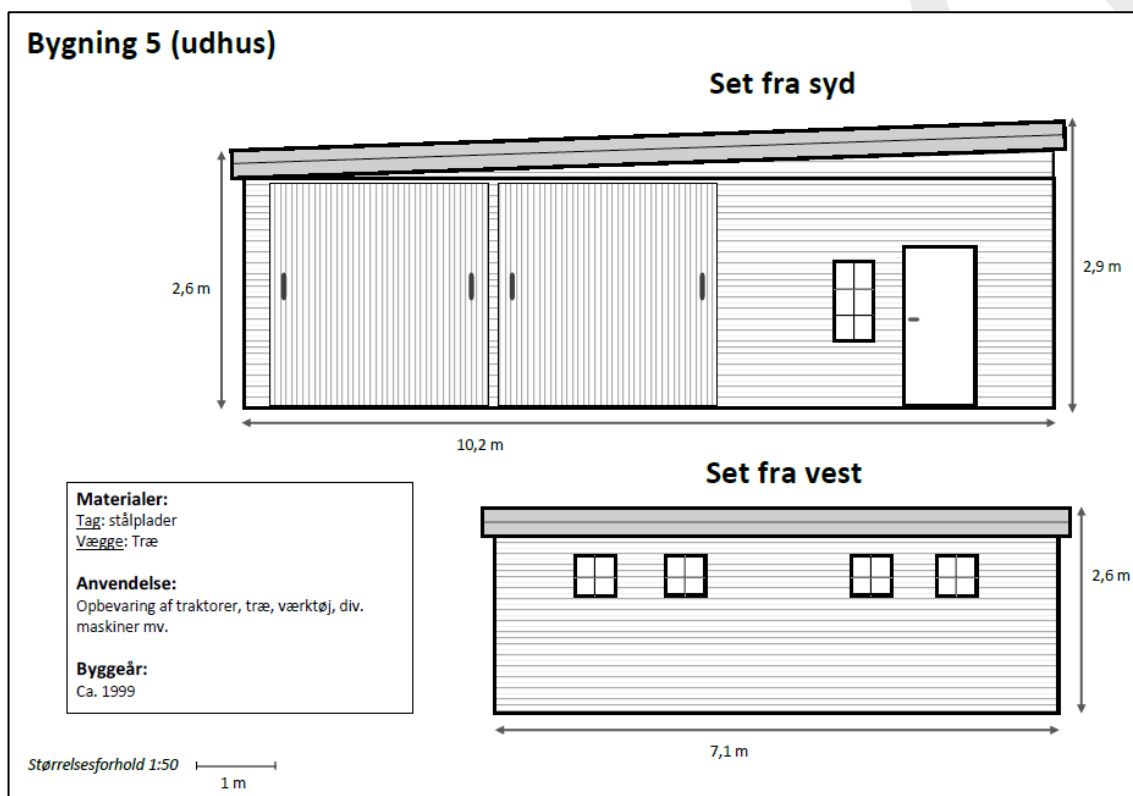 Bygning 5 (udhus)
Set fra syd
2,6 m
2,9 m
10,2 m
Set fra vest
Materialer:
Tag: stålplader
Vægge: Træ
Anvendelse:
Opbevaring af traktorer, træ, værktøj, div.
maskiner mv.
Byggeår:
Ca. 1999
2,6 m
7,1 m
Størrelsesforhold 1:50
1 m